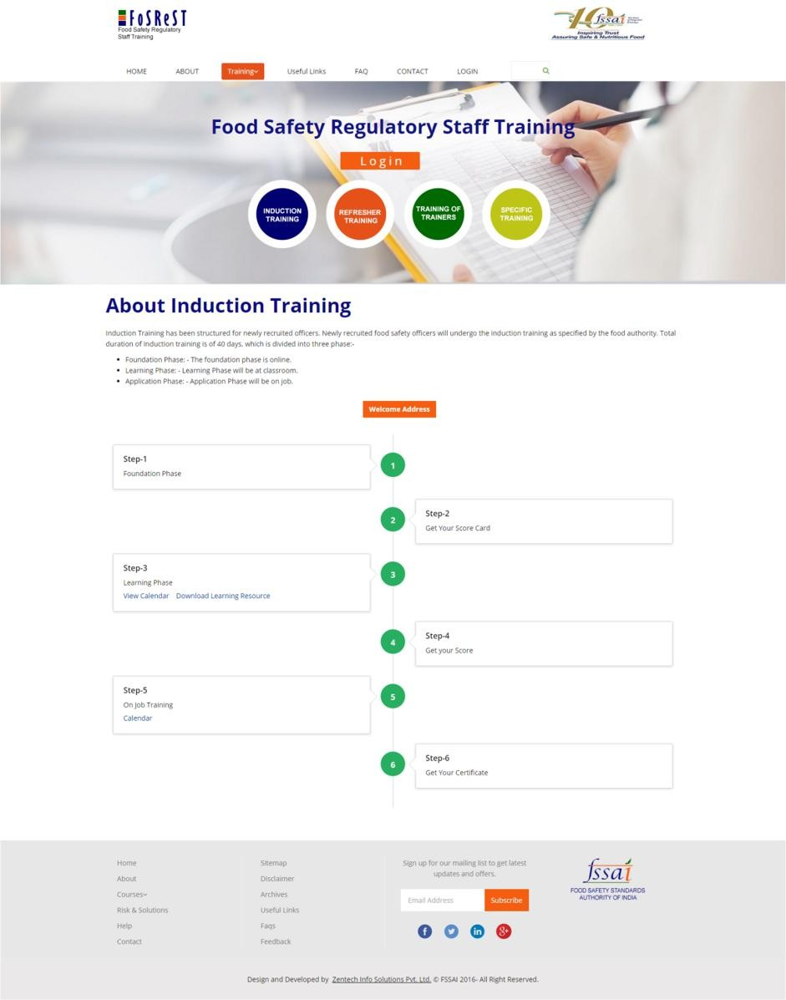 FoSReST
Food Safety Regulatory
Staff Training
10 fssai
Inspiring Trust
Assuring Safe & Nutritious Food
HOME ABOUT Training Useful Links FAQ CONTACT LOGIN
Food Safety Regulatory Staff Training
Login
INDUCTION
TRAINING
REFRESHER
TRAINING
TRAINING OF
TRAINERS
SPECIFIC
TRAINING
About Induction Training
Induction Training has been structured for newly recruited officers. Newly recruited food safety officers will undergo the induction training as specified by the food authority. Total
duration of Induction training is of 40 days, which is divided into three phase:-
• Foundation Phase: - The foundation phase is online.
• Learning Phase: - Learning Phase will be at classroom.
• Application Phase: - Application Phase will be on job.
Welcome Address
Step-1
Foundation Phase
1
2
Step-2
Get Your Score Card
Step-3
Learning Phase
View Calendar Download Learning Resource
3
4
Step-4
Get your Score
Step-5
On Job Training
Calendar
5
6
Step-6
Get Your Certificate
Home
About
Courses
Risk & Solutions
Help
Contact
Sitemap
Disclaimer
Archives
Useful Links
Faqs
Feedback
Sign up for our mailing list to get latest
updates and offers.
Email Address Subscribe
fssai
FOOD SAFETY STANDARDS
AUTHORITY OF INDIA
Design and Developed by Zentech Info Solutions Pvt. Ltd. © FSSAI 2016- All Right Reserved.